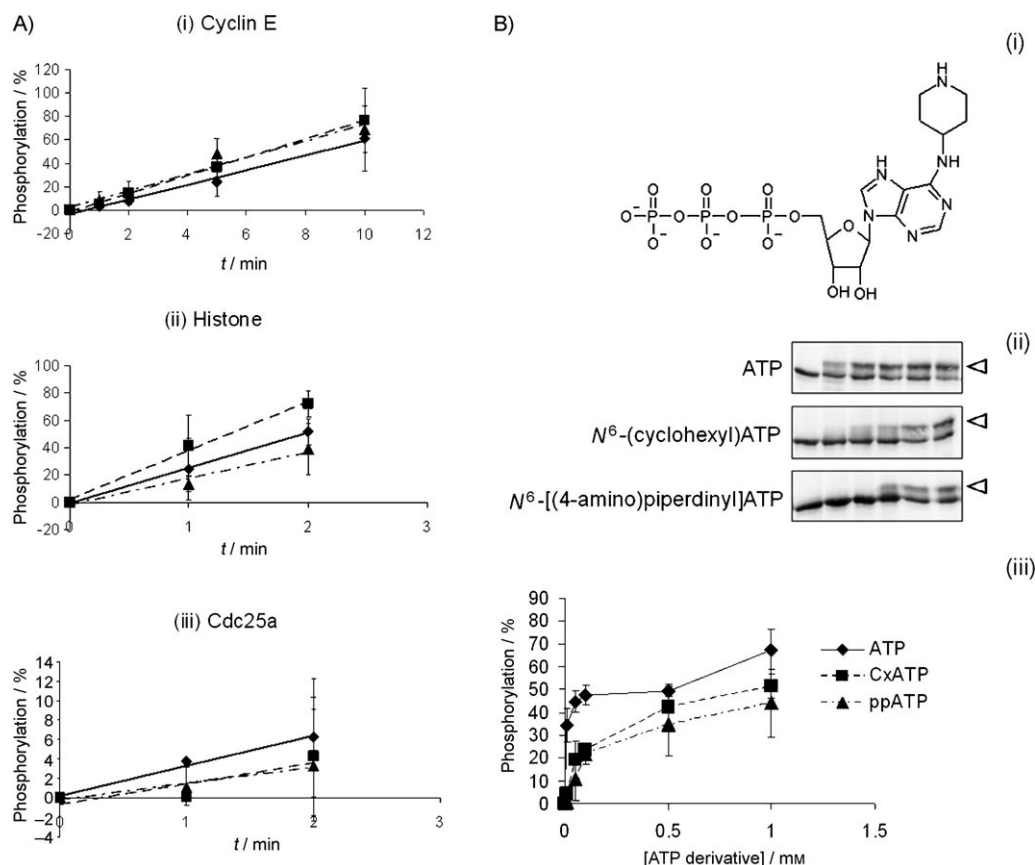 A)
(i) Cyclin E
Phosphorylation / %
120
100
80
60
40
20
0
-20
0 2 4 6 8 10 12
t / min
(ii) Histone
Phosphorylation / %
100
80
60
40
20
0
-20
0 1 2 3
t / min
(iii) Cdc25a
Phosphorylation / %
14
12
10
8
6
4
2
0
–2
4
0 1 2 3
t / min
B)
(i)
H
N
NH
H
N
N
N
N
O O O
⁻O P O P O P O
O⁻ O⁻ O⁻
O
OH OH
(ii)
ATP
N⁶-(cyclohexyl)ATP
N⁶-[(4-amino)piperdinyl]ATP
(iii)
Phosphorylation / %
90
80
70
60
50
40
30
20
10
0
0 0.5 1 1.5
[ATP derivative] / mM
ATP
CxATP
ppATP